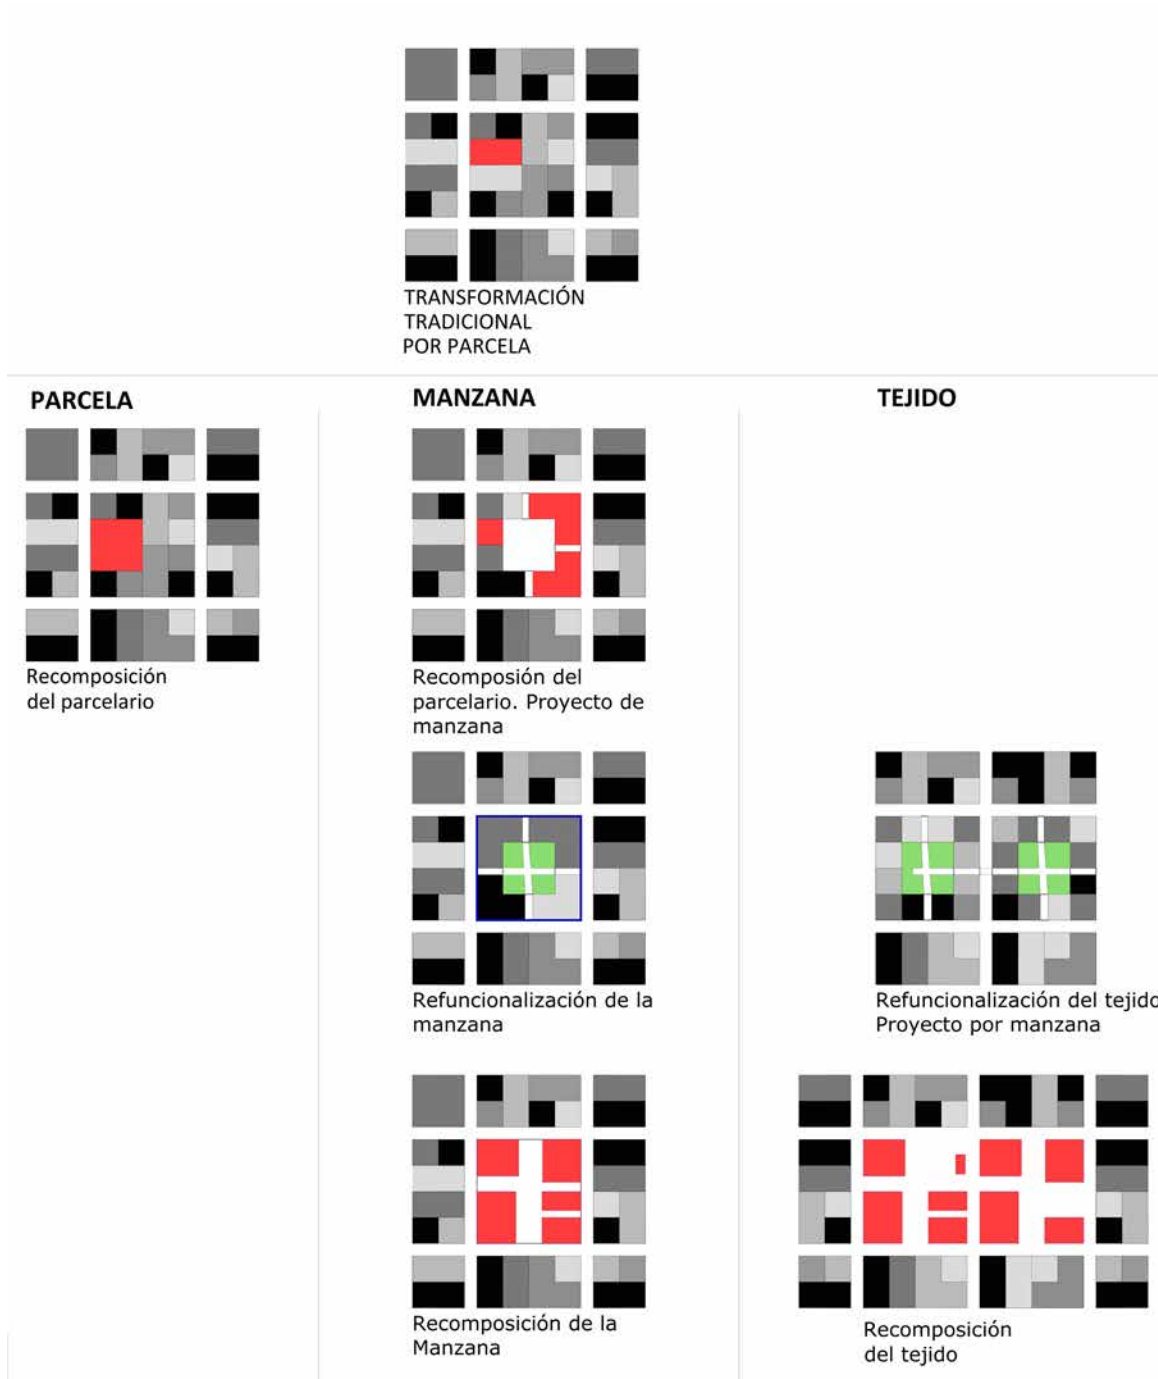 TRANSFORMACIÓN
TRADICIONAL
POR PARCELA
PARCELA
MANZANA
TEJIDO
Recomposición
del parcelario
Recomposión del
parcelario. Proyecto de
manzana
Refuncionalización de la
manzana
Refuncionalización del tejido
Proyecto por manzana
Recomposición de la
Manzana
Recomposición
del tejido